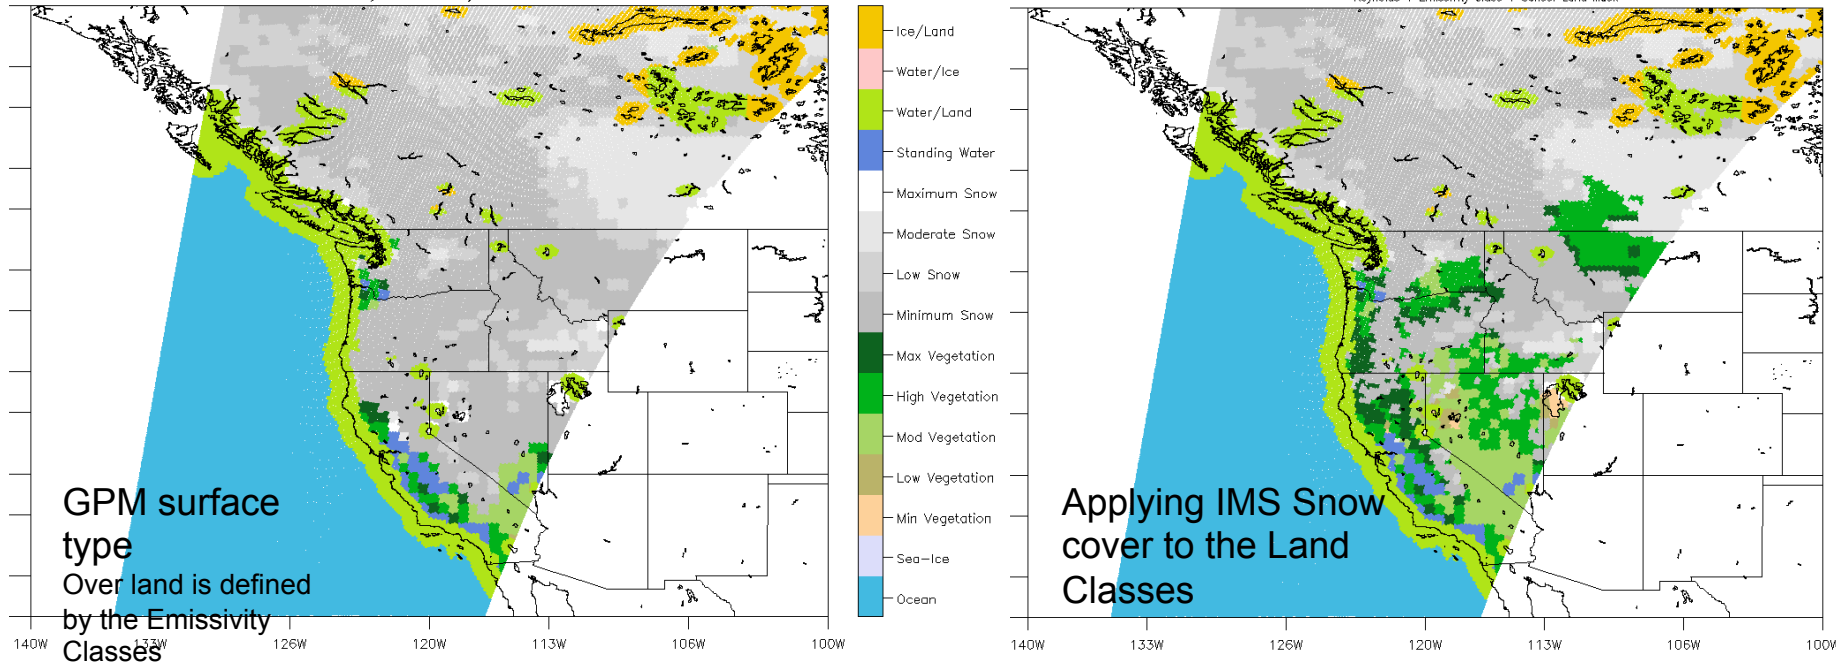 Ice/Land
Water/Ice
Water/Land
Standing Water
Maximum Snow
Moderate Snow
Low Snow
Minimum Snow
Max Vegetation
High Vegetation
Mod Vegetation
Low Vegetation
Min Vegetation
Sea-Ice
Ocean
GPM surface
type
Over land is defined
by the Emissivity
Classes
140W 133W 126W 120W 113W 106W 100W
Applying IMS Snow
cover to the Land
Classes
140W 133W 126W 120W 113W 106W 100W